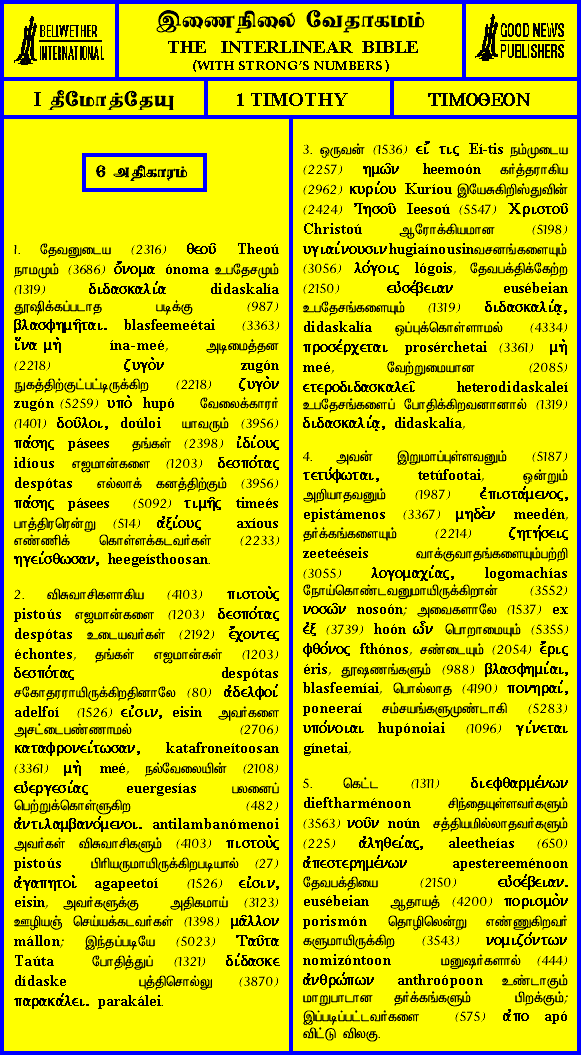 BELLWETHER
INTERNATIONAL
இணைநிலை வேதாகமம்
THE INTERLINEAR BIBLE
(WITH STRONG'S NUMBERS)
GOOD NEWS
PUBLISHERS
I தீமோத்தேயு
1 TIMOTHY
ΤΙΜΟΘΕΟΝ
6 அதிகாரம்
1. தேவனுடைய (2316) θεοῦ Theoú
நாமமும் (3686) ὄνομα ónoma உபதேசமும்
(1319) διδασκαλία didaskalía
தூஷிக்கப்படாத படிக்கு (987)
βλασφημῆται. blasfeemeétai (3363)
ἵνα μὴ ína-meé, அடிமைத்தன
(2218) ζυγὸν zugón
நுகத்திற்குட்பட்டிருக்கிற (2218) ζυγὸν
zugón (5259) υπὸ hupó வேலைக்காரர்
(1401) δοῦλοι, doúloi யாவரும் (3956)
πάσης pásees தங்கள் (2398) ἰδίους
idíous எஜமான்களை (1203) δεσπότας
despótas எல்லாக் கனத்திற்கும் (3956)
πάσης pásees (5092) τιμῆς timeés
பாத்திரரென்று (514) ἀξίους axíous
எண்ணிக் கொள்ளக்கடவர்கள் (2233)
ηγείσθωσαν, heegeísthoosan.
2. விசுவாசிகளாகிய (4103) πιστοὺς
pistoús எஜமான்களை (1203) δεσπότας
despótas உடையவர்கள் (2192) ἔχοντες
échontes, தங்கள் எஜமான்கள் (1203)
δεσπότας despótas
சகோதரராயிருக்கிறதினாலே (80) ἀδελφοί
adelfoí (1526) εἰσιν, eisin அவர்களை
அசட்டைபண்ணாமல் (2706)
καταφρονείτωσαν, katafroneítoosan
(3361) μὴ meé, நல்வேலையின் (2108)
εὐεργεσίας euergesías பலனைப்
பெற்றுக்கொள்ளுகிற (482)
ἀντιλαμβανόμενοι. antilambanómenoi
அவர்கள் விசுவாசிகளும் (4103) πιστοὺς
pistoús பிரியருமாயிருக்கிறபடியால் (27)
ἀγαπητοὶ agapeetoí (1526) εἰσιν,
eisin, அவர்களுக்கு அதிகமாய் (3123)
ஊழியஞ் செய்யக்கடவர்கள் (1398) μᾶλλον
mállon; இந்தப்படியே (5023) Ταῦτα
Taúta போதித்துப் (1321) δίδασκε
dídaske புத்திசொல்லு (3870)
παρακάλει. parakálei.
3. ஒருவன் (1536) εἴ τις Eí-tis நம்முடைய
(2257) ημῶν heemoón கர்த்தராகிய
(2962) κυρίου Kuríou இயேசுகிறிஸ்துவின்
(2424) Ἰησοῦ Ieesoú (5547) Χριστοῦ
Christoú ஆரோக்கியமான (5198)
υγιαίνουσιν hugiaínousin வசனங்களையும்
(3056) λόγοις lógois, தேவபக்திக்கேற்ற
(2150) εὐσέβειαν eusébeian
உபதேசங்களையும் (1319) διδασκαλίᾳ,
didaskalía ஒப்புக்கொள்ளாமல் (4334)
προσέρχεται prosérchetai (3361) μὴ
meé, வேற்றுமையான (2085)
ετεροδιδασκαλεῖ heterodidaskaleí
உபதேசங்களைப் போதிக்கிறவனானால் (1319)
διδασκαλίᾳ, didaskalía,
4. அவன் இறுமாப்புள்ளவனும் (5187)
τετύφωται, tetúfootai, ஒன்றும்
அறியாதவனும் (1987) ἐπιστάμενος,
epistámenos (3367) μηδὲν meedén,
தர்க்கங்களையும் (2214) ζητήσεις
zeeteéseis வாக்குவாதங்களையும்பற்றி
(3055) λογομαχίας, logomachías
நோய்கொண்டவனுமாயிருக்கிறான் (3552)
νοσῶν nosoón; அவைகளாலே (1537) ex
ἐξ (3739) hoón ὧν பொறாமையும் (5355)
φθόνος fthónos, சண்டையும் (2054) ἔρις
éris, தூஷணங்களும் (988) βλασφημίαι,
blasfeemíai, பொல்லாத (4190) πονηραί,
poneeraí சம்சயங்களுமுண்டாகி (5283)
υπόνοιαι hupónoiai (1096) γίνεται
gínetai,
5. கெட்ட (1311) διεφθαρμένων
dieftharménoon சிந்தையுள்ளவர்களும்
(3563) νοῦν noún சத்தியமில்லாதவர்களும்
(225) ἀληθείας, aleetheías (650)
ἀπεστερημένων apestereeménoon
தேவபக்தியை (2150) εὐσέβειαν.
eusébeian ஆதாயத் (4200) πορισμὸν
porismón தொழிலென்று எண்ணுகிறவர்
களுமாயிருக்கிற (3543) νομιζόντων
nomizóntoon மனுஷர்களால் (444)
ἀνθρώπων anthroópoon உண்டாகும்
மாறுபாடான தர்க்கங்களும் பிறக்கும்;
இப்படிப்பட்டவர்களை (575) ἀπο apó
விட்டு விலகு.